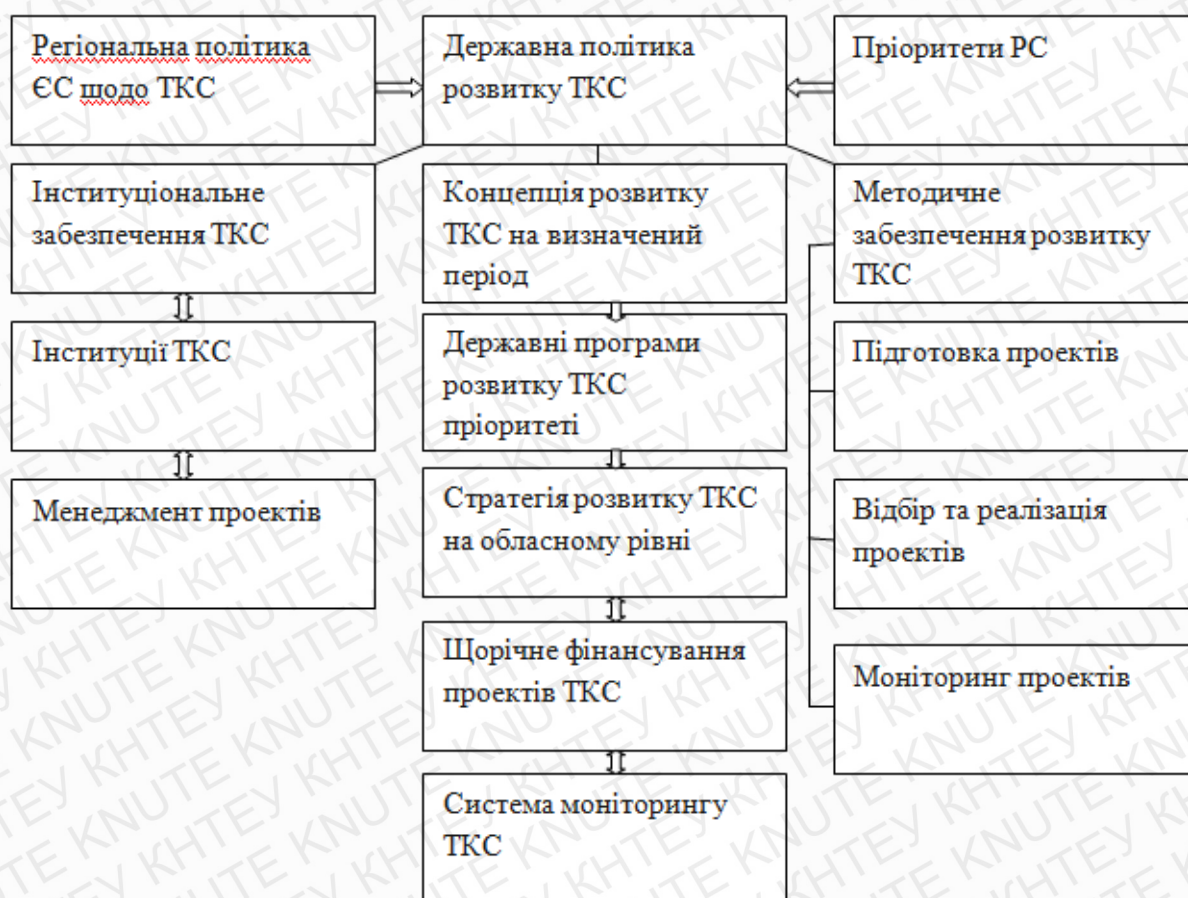 Регіональна політика
ЄС щодо ТКС
Державна політика
розвитку ТКС
Пріоритети РС
Інституціональне
забезпечення ТКС
Концепція розвитку
ТКС на визначений
період
Методичне
забезпечення розвитку
ТКС
Інституції ТКС
Державні програми
розвитку ТКС
пріоритеті
Підготовка проектів
Менеджмент проектів
Стратегія розвитку ТКС
на обласному рівні
Відбір та реалізація
проектів
Щорічне фінансування
проектів ТКС
Моніторинг проектів
Система моніторингу
ТКС